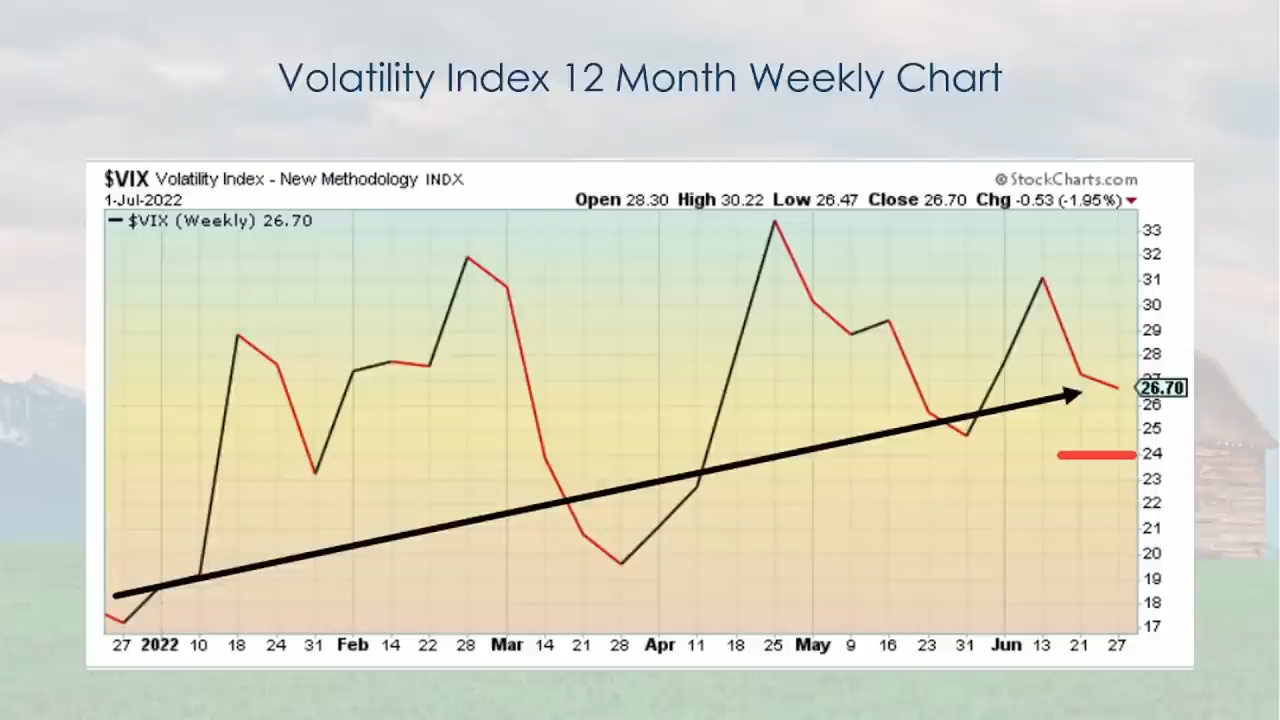 Volatility Index 12 Month Weekly Chart
$VIX Volatility Index - New Methodology INDX
© StockCharts.com
1-Jul-2022
Open 28.30 High 30.22 Low 26.47 Close 26.70 Chg -0.53 (-1.95%)
$VIX (Weekly) 26.70
33
32
31
30
29
28
27
26.70
26
25
24
23
22
21
20
19
18
17
27 2022 10 18 24 31 Feb 14 22 28 Mar 14 21 28 Apr 11 18 25 May 9 16 23 31 Jun 13 21 27